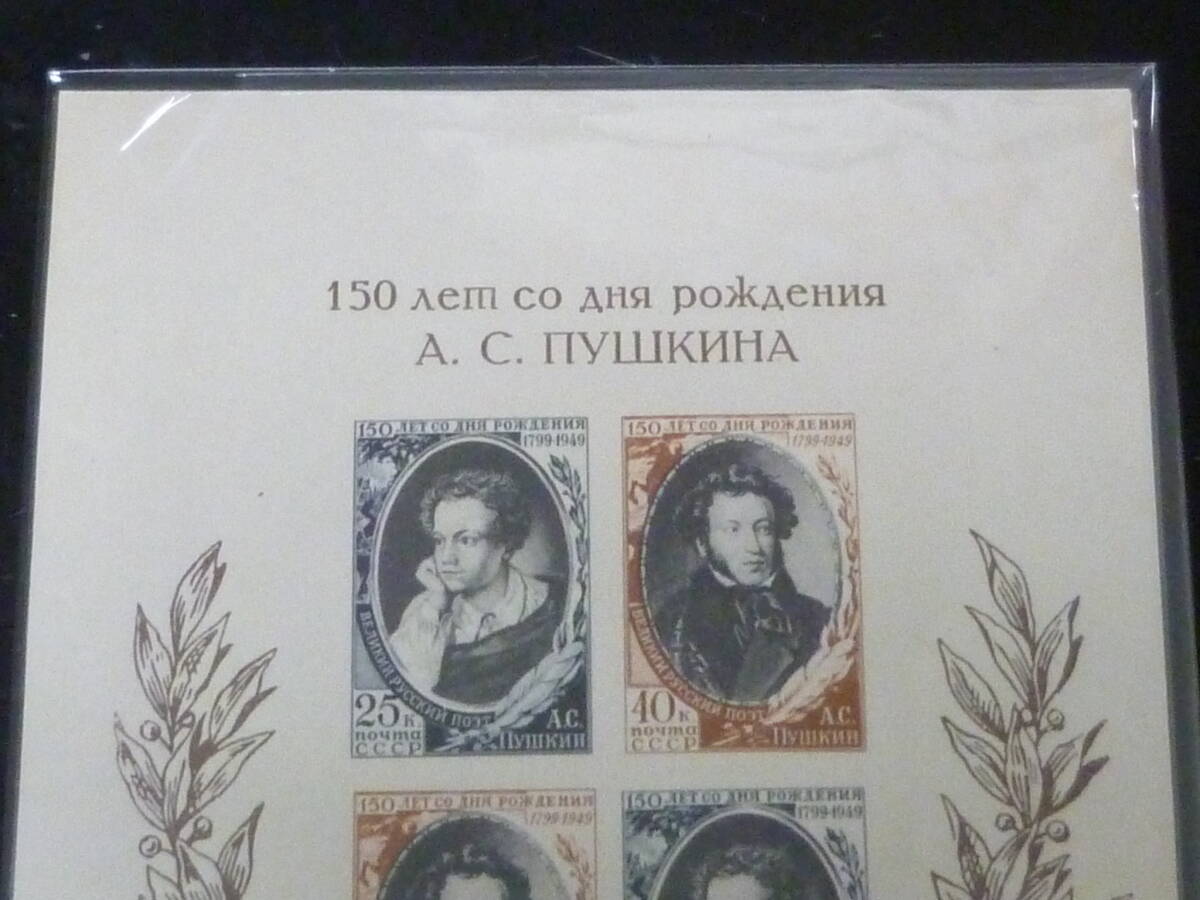 150 лет со дня рождения
А. С. ПУШКИНА
150 ЛЕТ СО ДНЯ РОЖДЕНИЯ
1799-1949
ВЕЛИКИЙ РУССКИЙ ПОЭТ
25 К
почта
СССР
А.С.
ПУШКИН
150 ЛЕТ СО ДНЯ РОЖДЕНИЯ
1799-1949
ВЕЛИКИЙ РУССКИЙ ПОЭТ
40 К
почта
СССР
А.С.
ПУШКИН
150 ЛЕТ СО ДНЯ РОЖДЕНИЯ
1799-1949
150 ЛЕТ СО ДНЯ РОЖДЕНИЯ
1799-1949